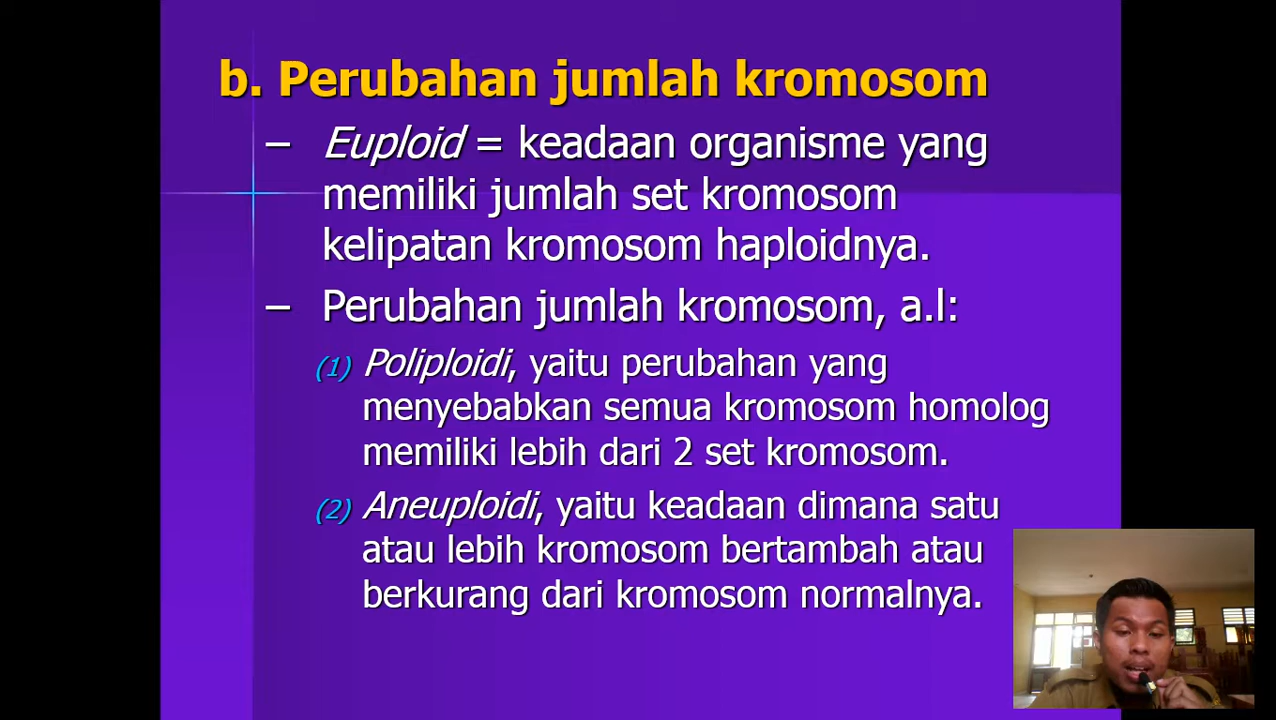 b. Perubahan jumlah kromosom
– Euploid = keadaan organisme yang
memiliki jumlah set kromosom
kelipatan kromosom haploidnya.
– Perubahan jumlah kromosom, a.l:
(1) Poliploidi, yaitu perubahan yang
menyebabkan semua kromosom homolog
memiliki lebih dari 2 set kromosom.
(2) Aneuploidi, yaitu keadaan dimana satu
atau lebih kromosom bertambah atau
berkurang dari kromosom normalnya.